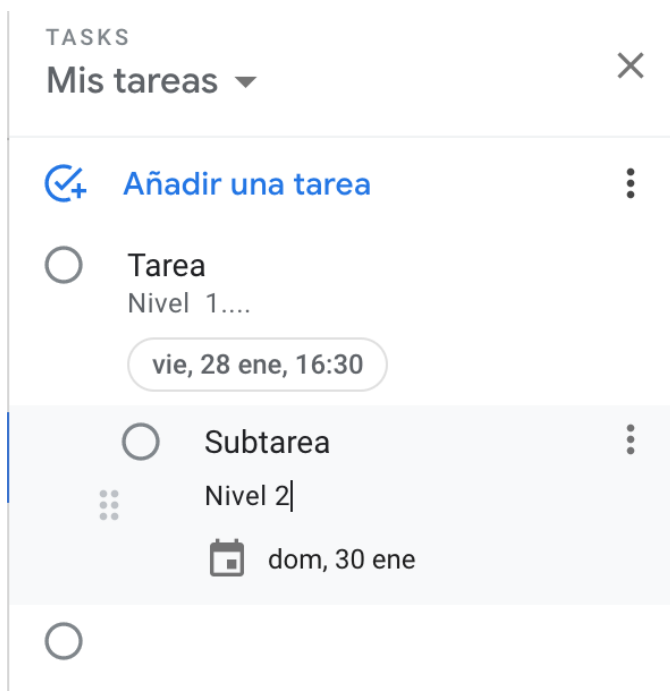 TASKS
Mis tareas
Añadir una tarea
Tarea
Nivel 1....
vie, 28 ene, 16:30
Subtarea
Nivel 2
dom, 30 ene